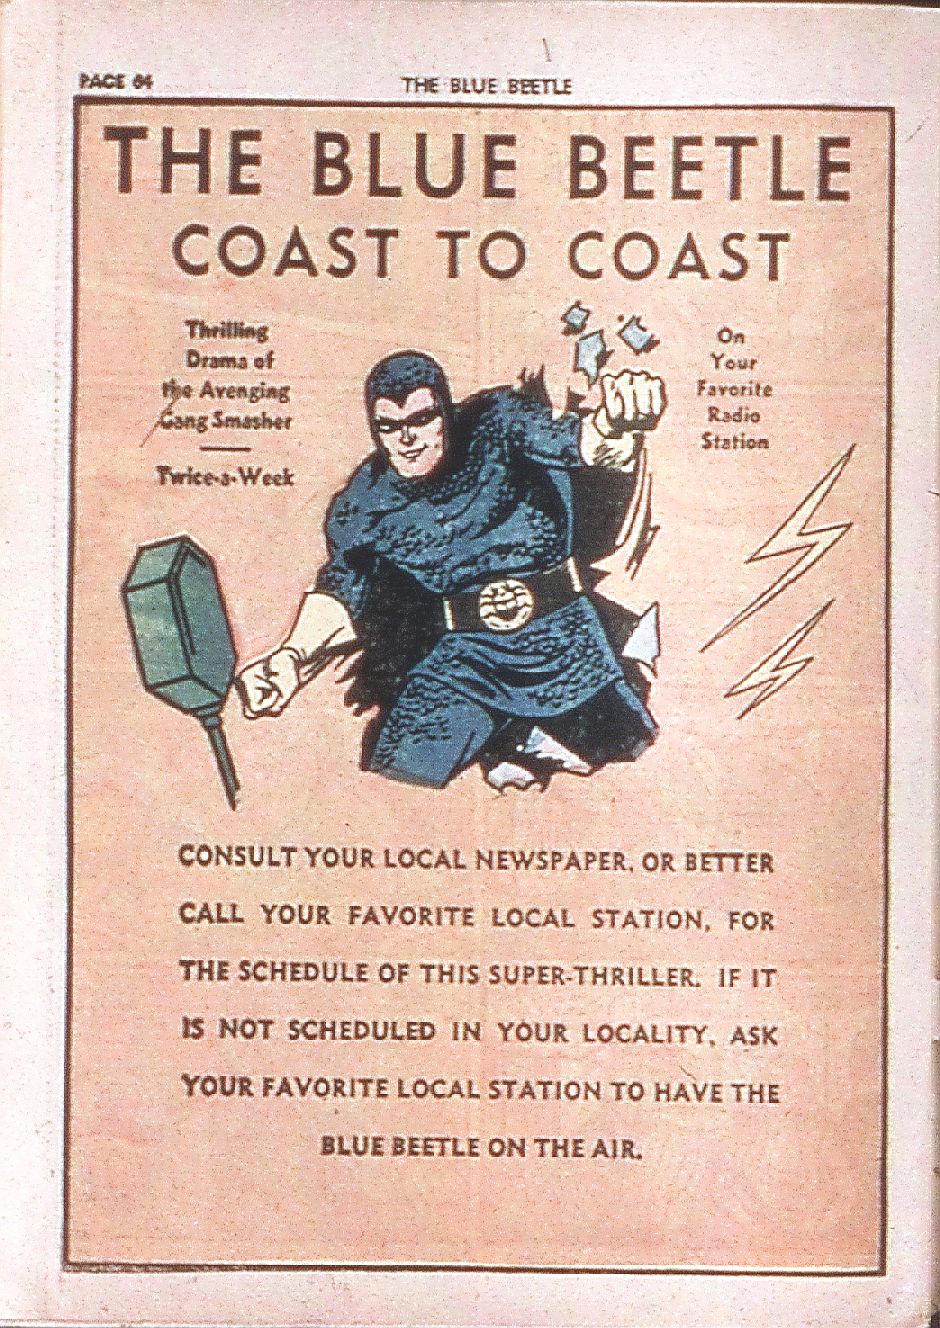 PAGE 64
THE BLUE BEETLE
THE BLUE BEETLE
COAST TO COAST
Thrilling
Drama of
the Avenging
Gang Smasher
Twice-a-Week
On
Your
Favorite
Radio
Station
CONSULT YOUR LOCAL NEWSPAPER, OR BETTER
CALL YOUR FAVORITE LOCAL STATION, FOR
THE SCHEDULE OF THIS SUPER-THRILLER. IF IT
IS NOT SCHEDULED IN YOUR LOCALITY, ASK
YOUR FAVORITE LOCAL STATION TO HAVE THE
BLUE BEETLE ON THE AIR.